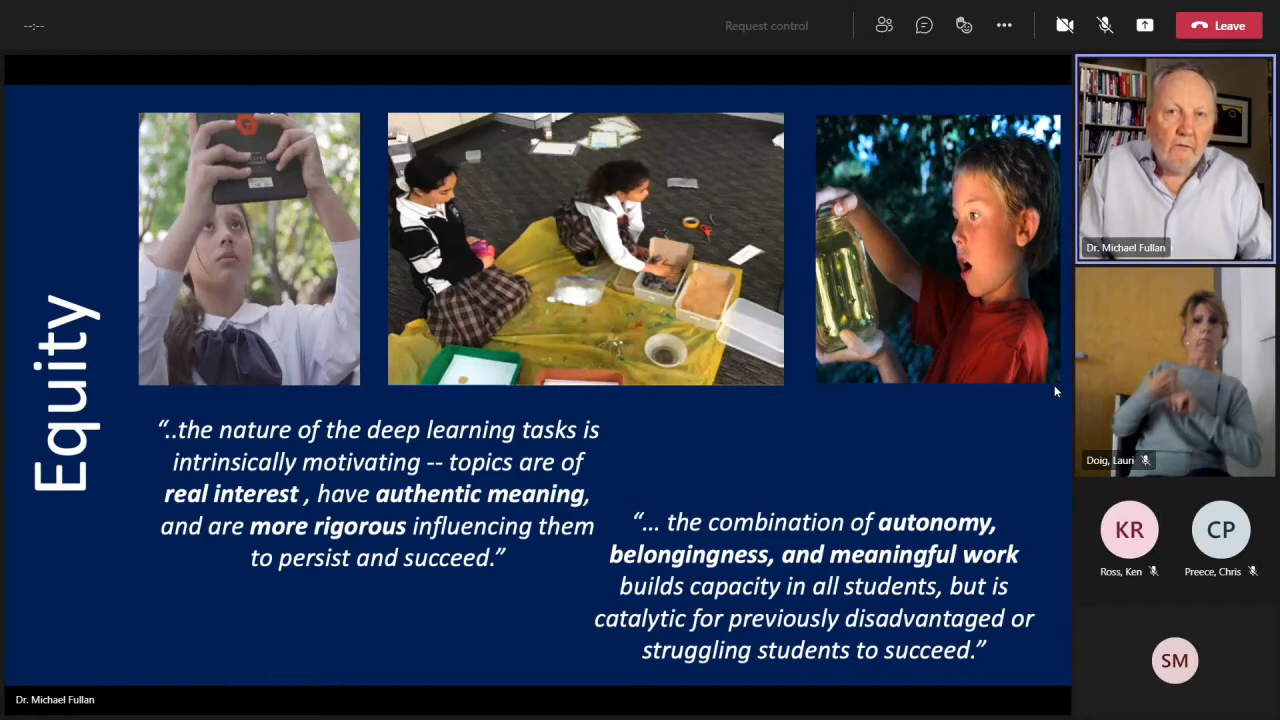 --:--
Request control
Leave
Equity
“..the nature of the deep learning tasks is
intrinsically motivating -- topics are of
real interest , have authentic meaning,
and are more rigorous influencing them
to persist and succeed.”
“… the combination of autonomy,
belongingness, and meaningful work
builds capacity in all students, but is
catalytic for previously disadvantaged or
struggling students to succeed.”
Dr. Michael Fullan
Doig, Lauri
KR
Ross, Ken
CP
Preece, Chris
SM
Dr. Michael Fullan